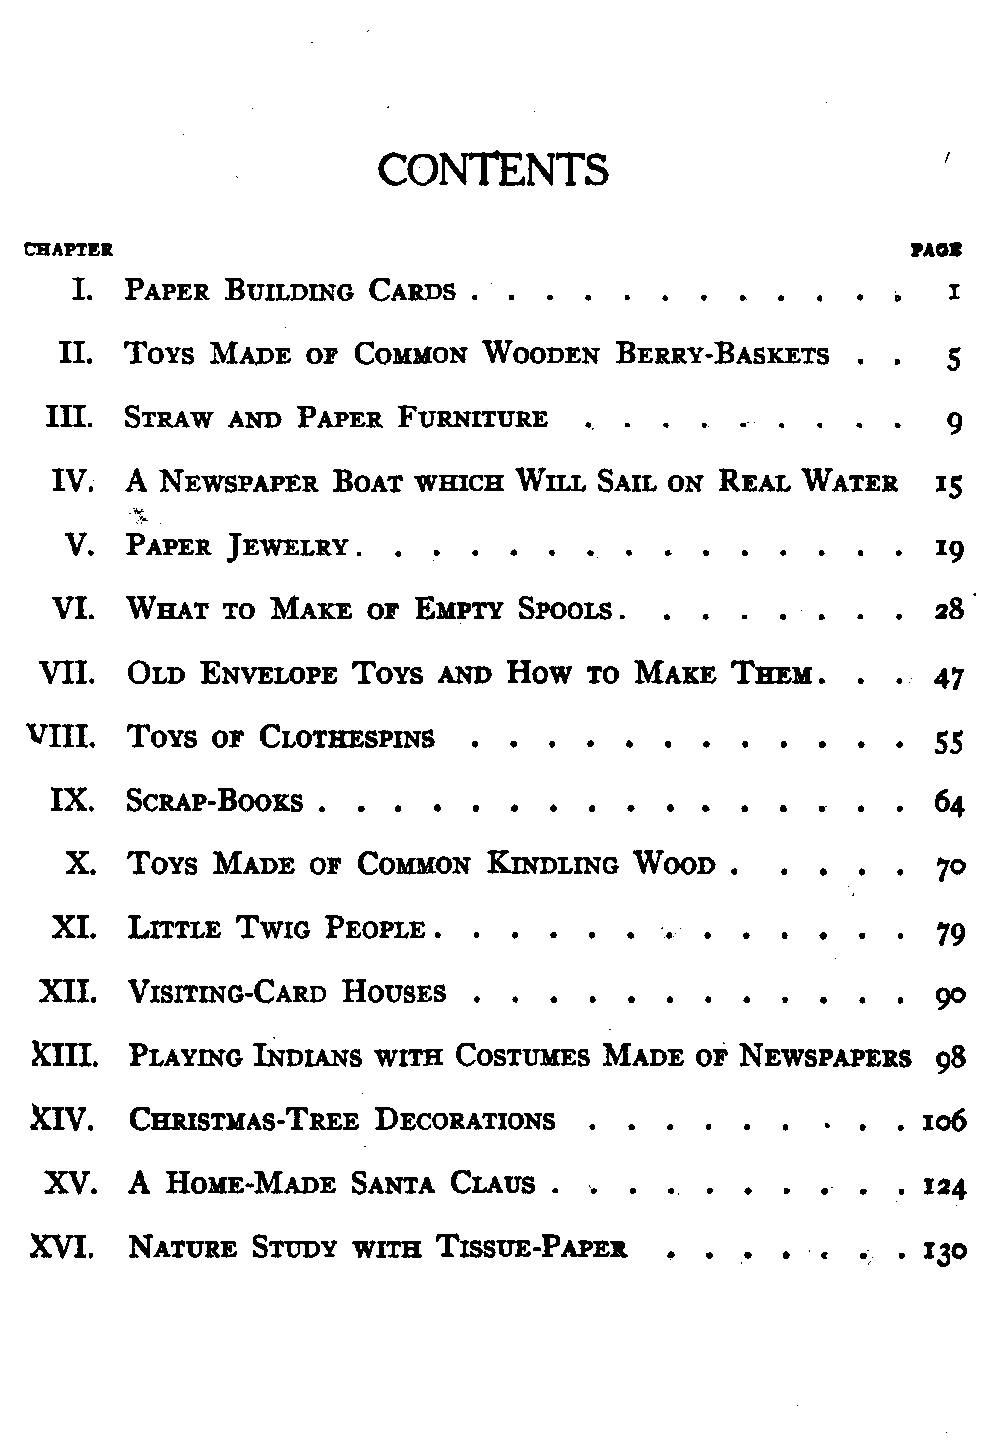 CONTENTS
CHAPTER PAGE
I. PAPER BUILDING CARDS . . . . . . . . . . . . 1
II. TOYS MADE OF COMMON WOODEN BERRY-BASKETS . . 5
III. STRAW AND PAPER FURNITURE . . . . . . . . . 9
IV. A NEWSPAPER BOAT WHICH WILL SAIL ON REAL WATER 15
V. PAPER JEWELRY . . . . . . . . . . . . . . . 19
VI. WHAT TO MAKE OF EMPTY SPOOLS . . . . . . . . 28
VII. OLD ENVELOPE TOYS AND HOW TO MAKE THEM . . . 47
VIII. TOYS OF CLOTHESPINS . . . . . . . . . . . . 55
IX. SCRAP-BOOKS . . . . . . . . . . . . . . . . 64
X. TOYS MADE OF COMMON KINDLING WOOD . . . . . 70
XI. LITTLE TWIG PEOPLE . . . . . . . . . . . . . 79
XII. VISITING-CARD HOUSES . . . . . . . . . . . . 90
XIII. PLAYING INDIANS WITH COSTUMES MADE OF NEWSPAPERS 98
XIV. CHRISTMAS-TREE DECORATIONS . . . . . . . . . 106
XV. A HOME-MADE SANTA CLAUS . . . . . . . . . . 124
XVI. NATURE STUDY WITH TISSUE-PAPER . . . . . . . 130